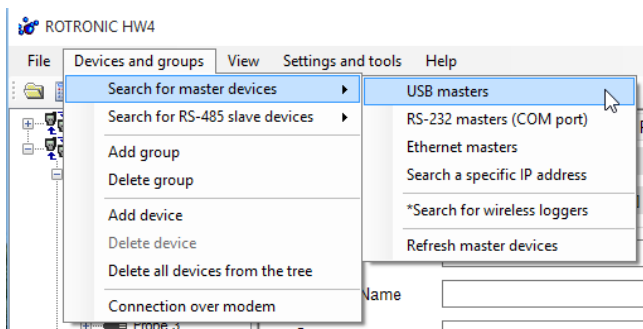 ROTRONIC HW4
File Devices and groups View Settings and tools Help
Search for master devices
Search for RS-485 slave devices
Add group
Delete group
Add device
Delete device
Delete all devices from the tree
Connection over modem
USB masters
RS-232 masters (COM port)
Ethernet masters
Search a specific IP address
*Search for wireless loggers
Refresh master devices
Name
Probe 3